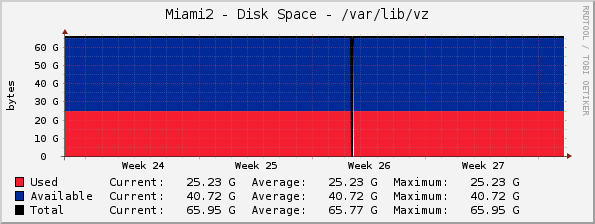 Miami2 - Disk Space - /var/lib/vz
RRDTOOL / TOBI OETIKER
bytes
60 G
50 G
40 G
30 G
20 G
10 G
0
Week 24 Week 25 Week 26 Week 27
Used Current: 25.23 G Average: 25.23 G Maximum: 25.23 G
Available Current: 40.72 G Average: 40.72 G Maximum: 40.72 G
Total Current: 65.95 G Average: 65.77 G Maximum: 65.95 G